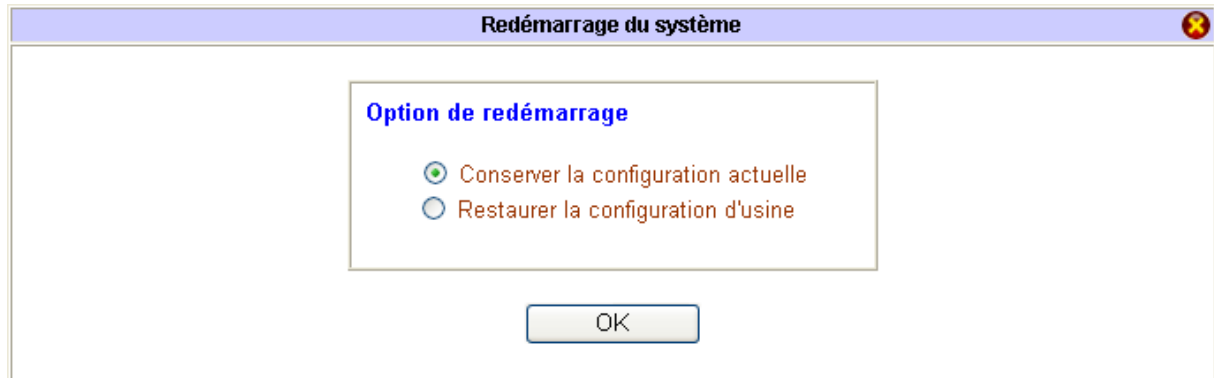 Redémarrage du système
Option de redémarrage
Conserver la configuration actuelle
Restaurer la configuration d'usine
OK